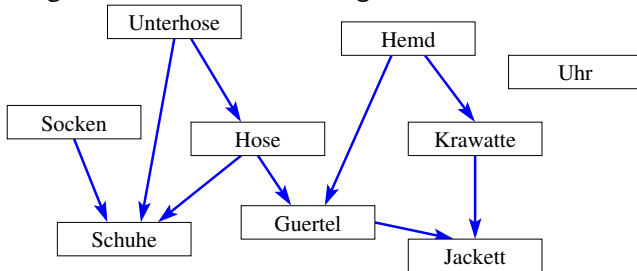 Unterhose
Hemd
Uhr
Socken
Hose
Krawatte
Guertel
Schuhe
Jackett